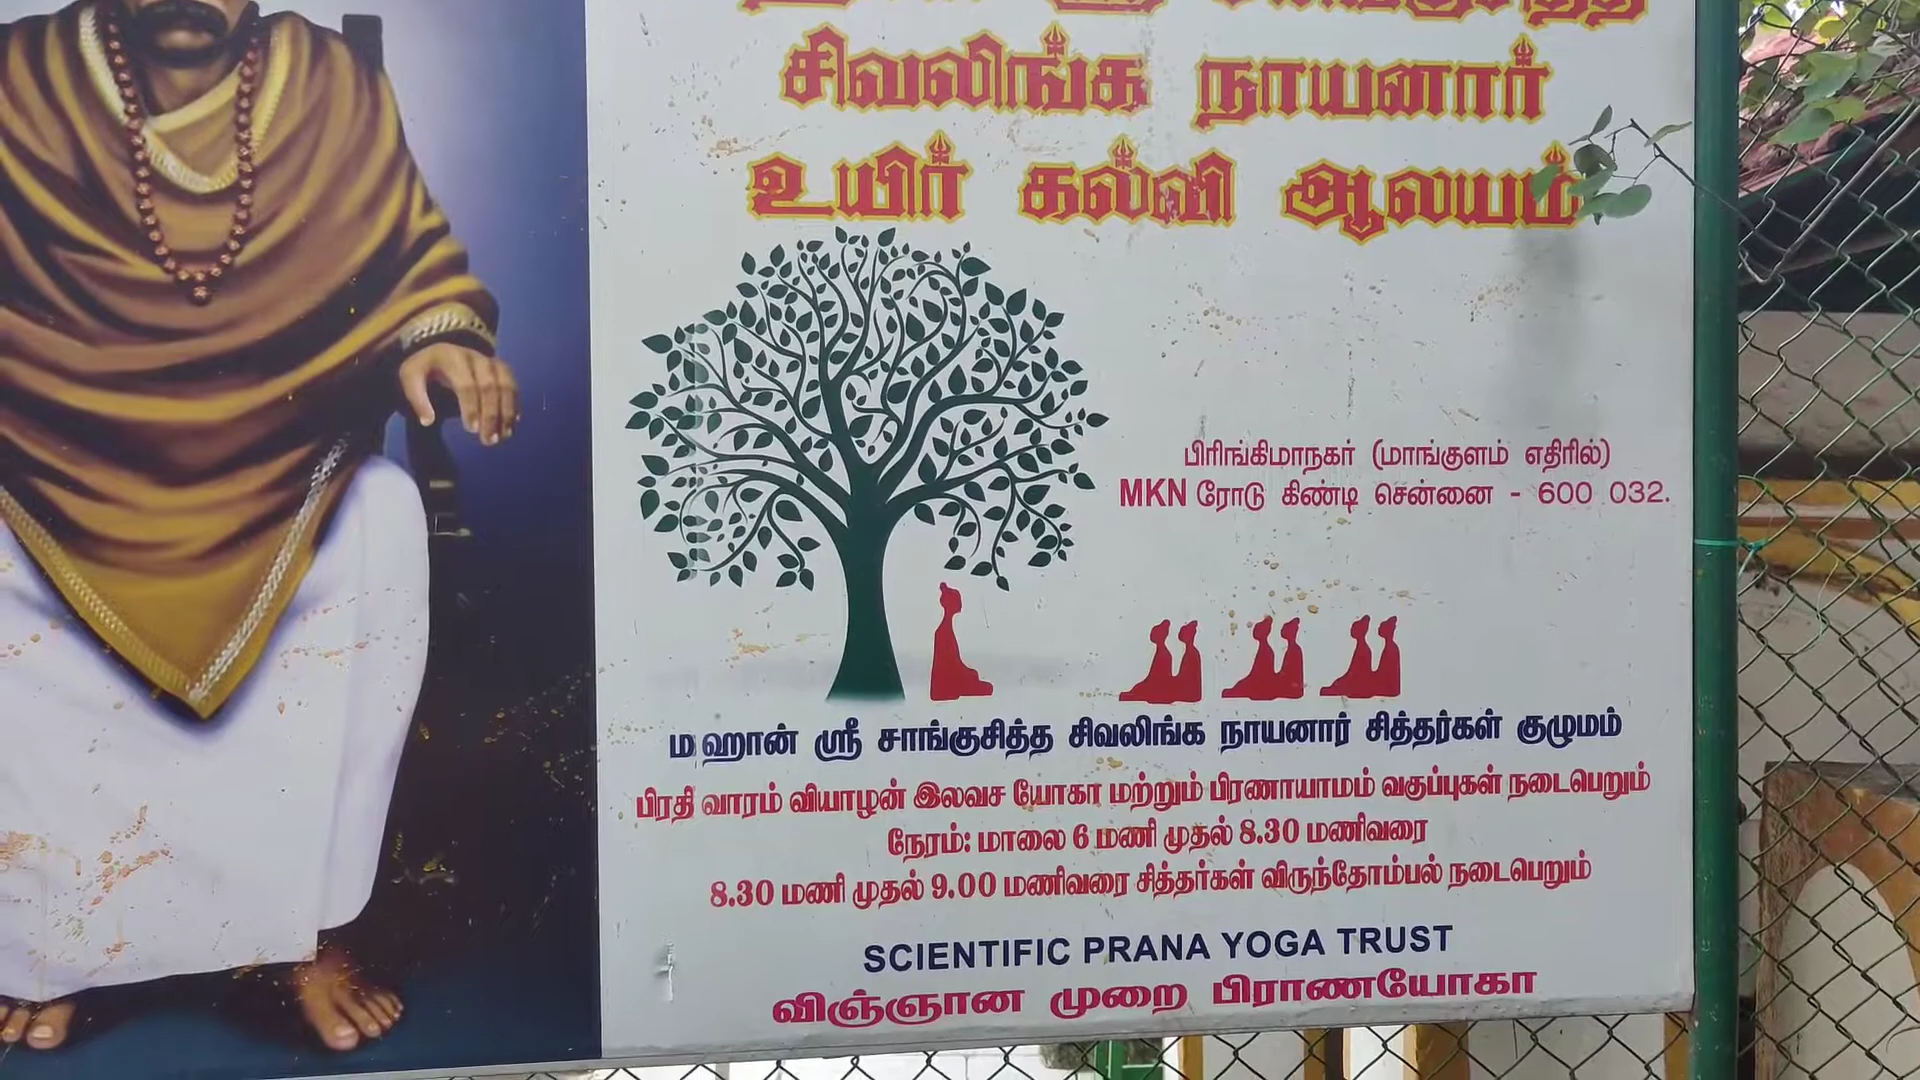 சிவலிங்க நாயனார்
உயிர் கல்வி ஆலயம்
பிரிங்கிமாநகர் (மாங்குளம் எதிரில்)
MKN ரோடு கிண்டி சென்னை - 600 032.
மஹான் ஸ்ரீ சாங்குசித்த சிவலிங்க நாயனார் சித்தர்கள் குழுமம்
பிரதி வாரம் வியாழன் இலவச யோகா மற்றும் பிரணாயாமம் வகுப்புகள் நடைபெறும்
நேரம்: மாலை 6 மணி முதல் 8.30 மணிவரை
8.30 மணி முதல் 9.00 மணிவரை சித்தர்கள் விருந்தோம்பல் நடைபெறும்
SCIENTIFIC PRANA YOGA TRUST
விஞ்ஞான முறை பிராணயோகா